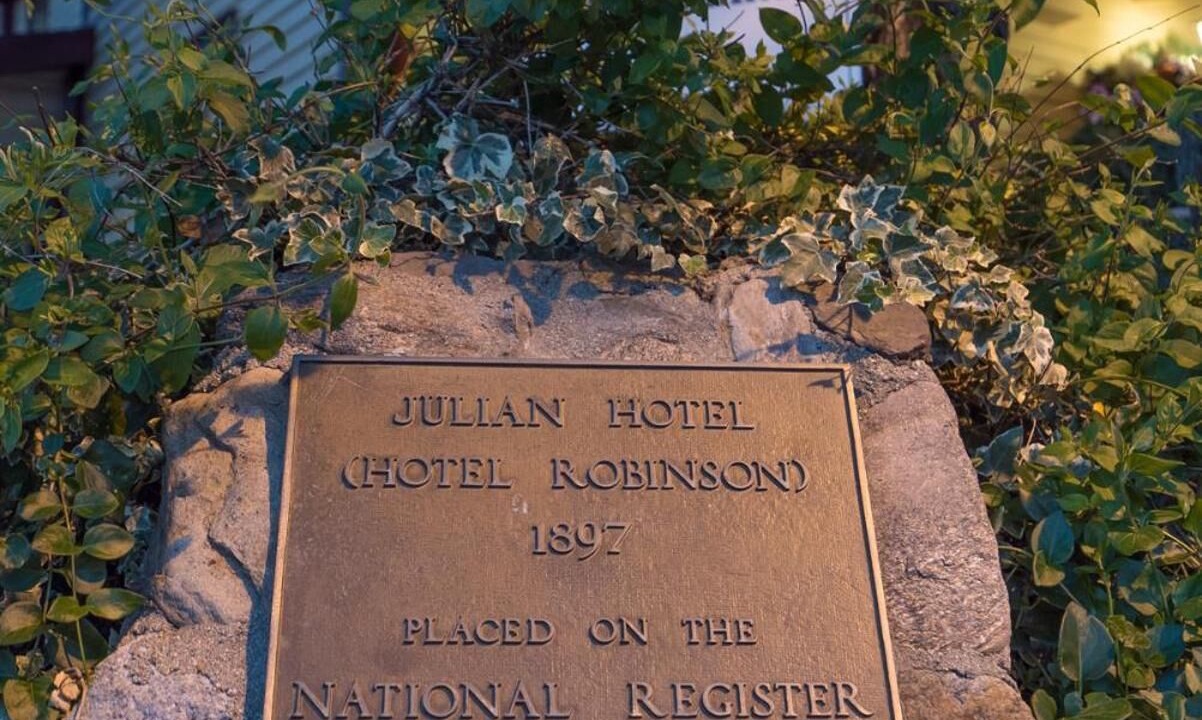 JULIAN HOTEL
(HOTEL ROBINSON)
1897
PLACED ON THE
NATIONAL REGISTER